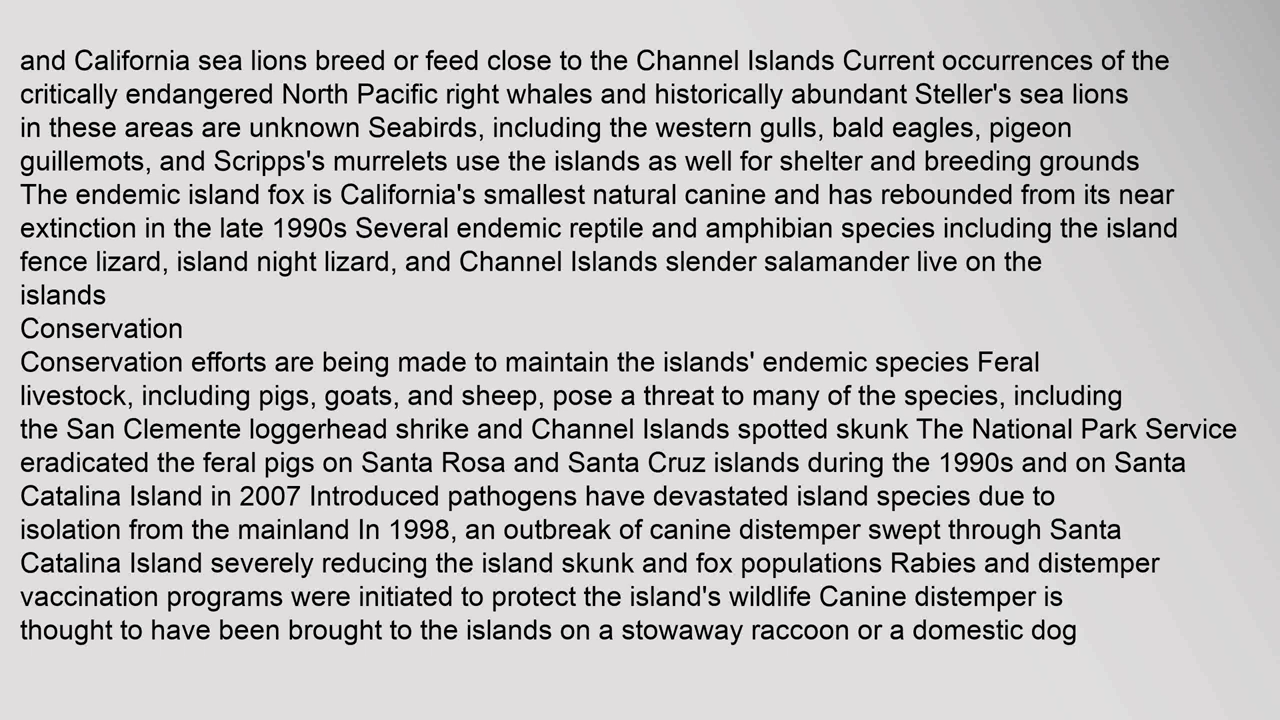 and California sea lions breed or feed close to the Channel Islands Current occurrences of the
critically endangered North Pacific right whales and historically abundant Steller's sea lions
in these areas are unknown Seabirds, including the western gulls, bald eagles, pigeon
guillemots, and Scripps's murrelets use the islands as well for shelter and breeding grounds
The endemic island fox is California's smallest natural canine and has rebounded from its near
extinction in the late 1990s Several endemic reptile and amphibian species including the island
fence lizard, island night lizard, and Channel Islands slender salamander live on the
islands
Conservation
Conservation efforts are being made to maintain the islands' endemic species Feral
livestock, including pigs, goats, and sheep, pose a threat to many of the species, including
the San Clemente loggerhead shrike and Channel Islands spotted skunk The National Park Service
eradicated the feral pigs on Santa Rosa and Santa Cruz islands during the 1990s and on Santa
Catalina Island in 2007 Introduced pathogens have devastated island species due to
isolation from the mainland In 1998, an outbreak of canine distemper swept through Santa
Catalina Island severely reducing the island skunk and fox populations Rabies and distemper
vaccination programs were initiated to protect the island's wildlife Canine distemper is
thought to have been brought to the islands on a stowaway raccoon or a domestic dog